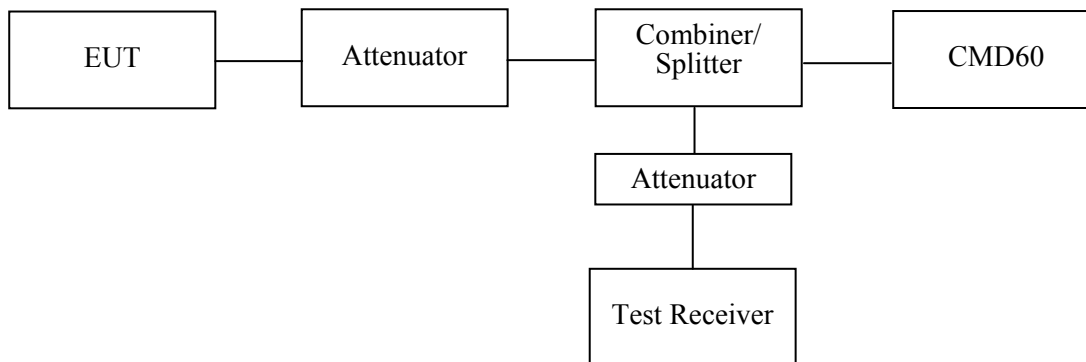 EUT
Attenuator
Combiner/
Splitter
CMD60
Attenuator
Test Receiver